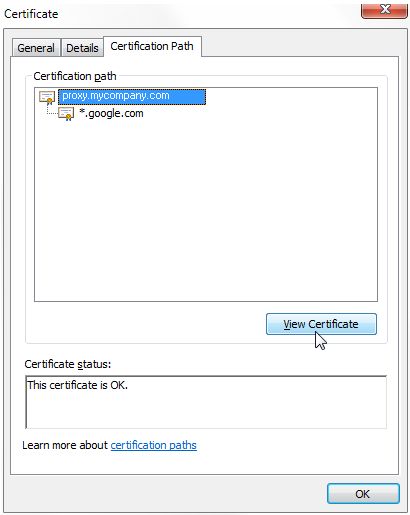 Certificate
General Details Certification Path
Certification path
proxy.mycompany.com
*.google.com
View Certificate
Certificate status:
This certificate is OK.
Learn more about certification paths
OK